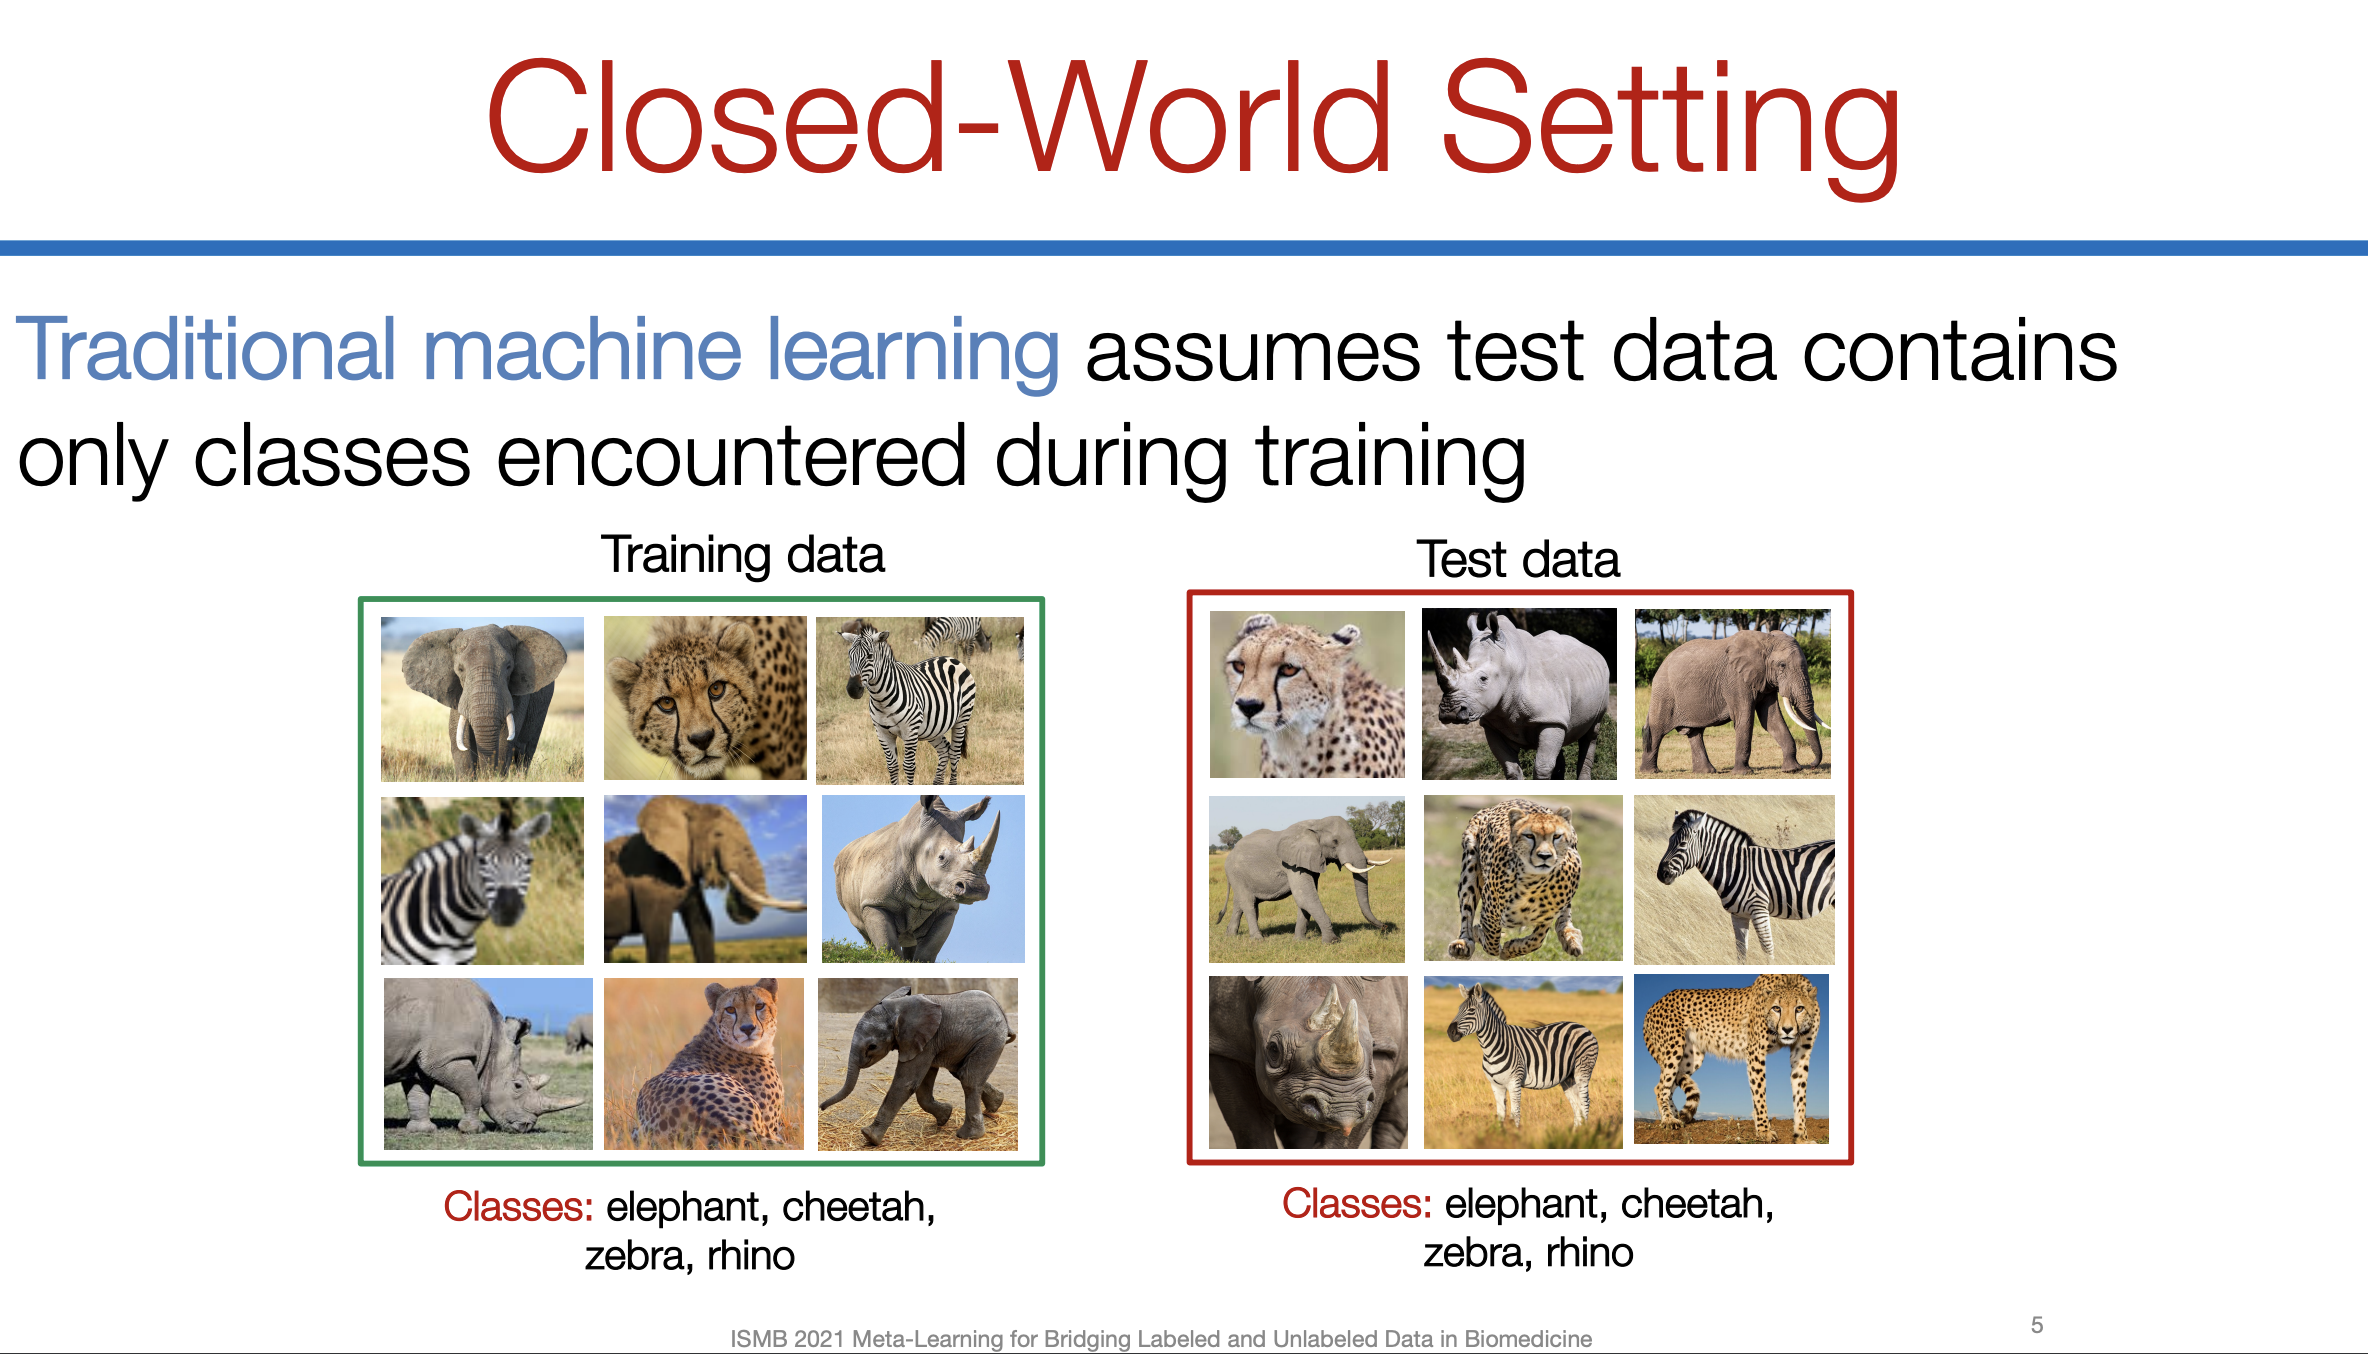 Closed-World Setting
Traditional machine learning assumes test data contains
only classes encountered during training
Training data
Test data
Classes: elephant, cheetah,
zebra, rhino
Classes: elephant, cheetah,
zebra, rhino
ISMB 2021 Meta-Learning for Bridging Labeled and Unlabeled Data in Biomedicine
5